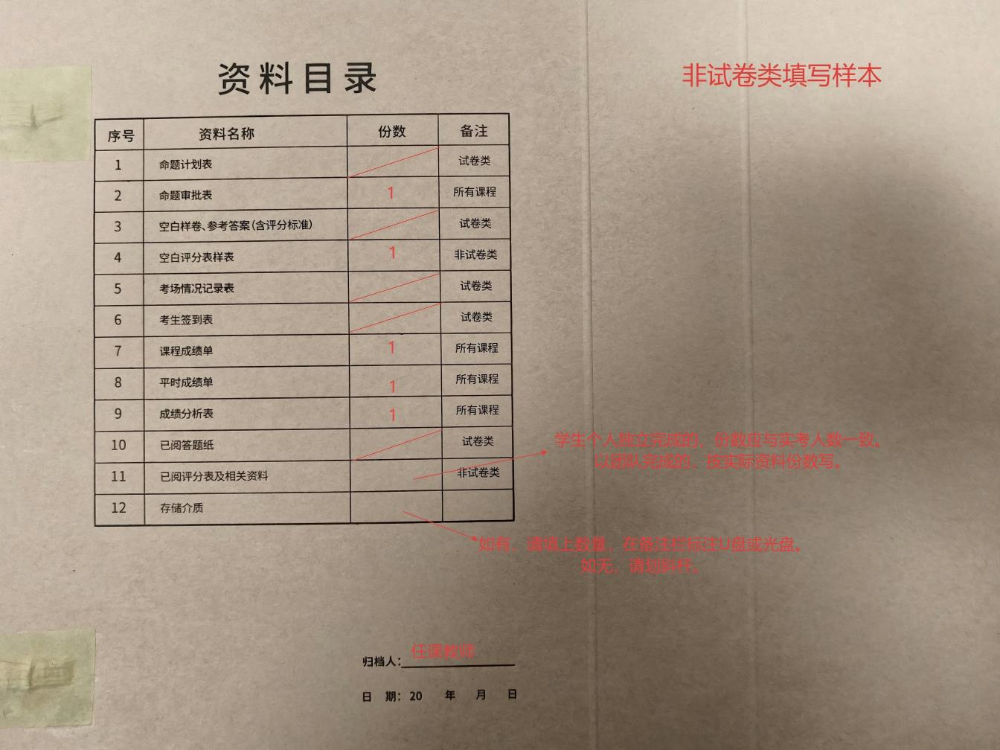 资料目录
非试卷类填写样本
序号 资料名称 份数 备注
1 命题计划表 试卷类
2 命题审批表 1 所有课程
3 空白样卷、参考答案(含评分标准) 试卷类
4 空白评分表样表 1 非试卷类
5 考场情况记录表 试卷类
6 考生签到表 试卷类
7 课程成绩单 1 所有课程
8 平时成绩单 1 所有课程
9 成绩分析表 1 所有课程
10 已阅答题纸 试卷类
11 已阅评分表及相关资料 非试卷类
12 存储介质
学生个人独立完成的，份数应与实考人数一致。
以团队完成的，按实际资料份数写。
如有，请填上数量，在备注栏标注U盘或光盘。
如无，请划斜杠。
归档人：任课教师
日 期：20 年 月 日